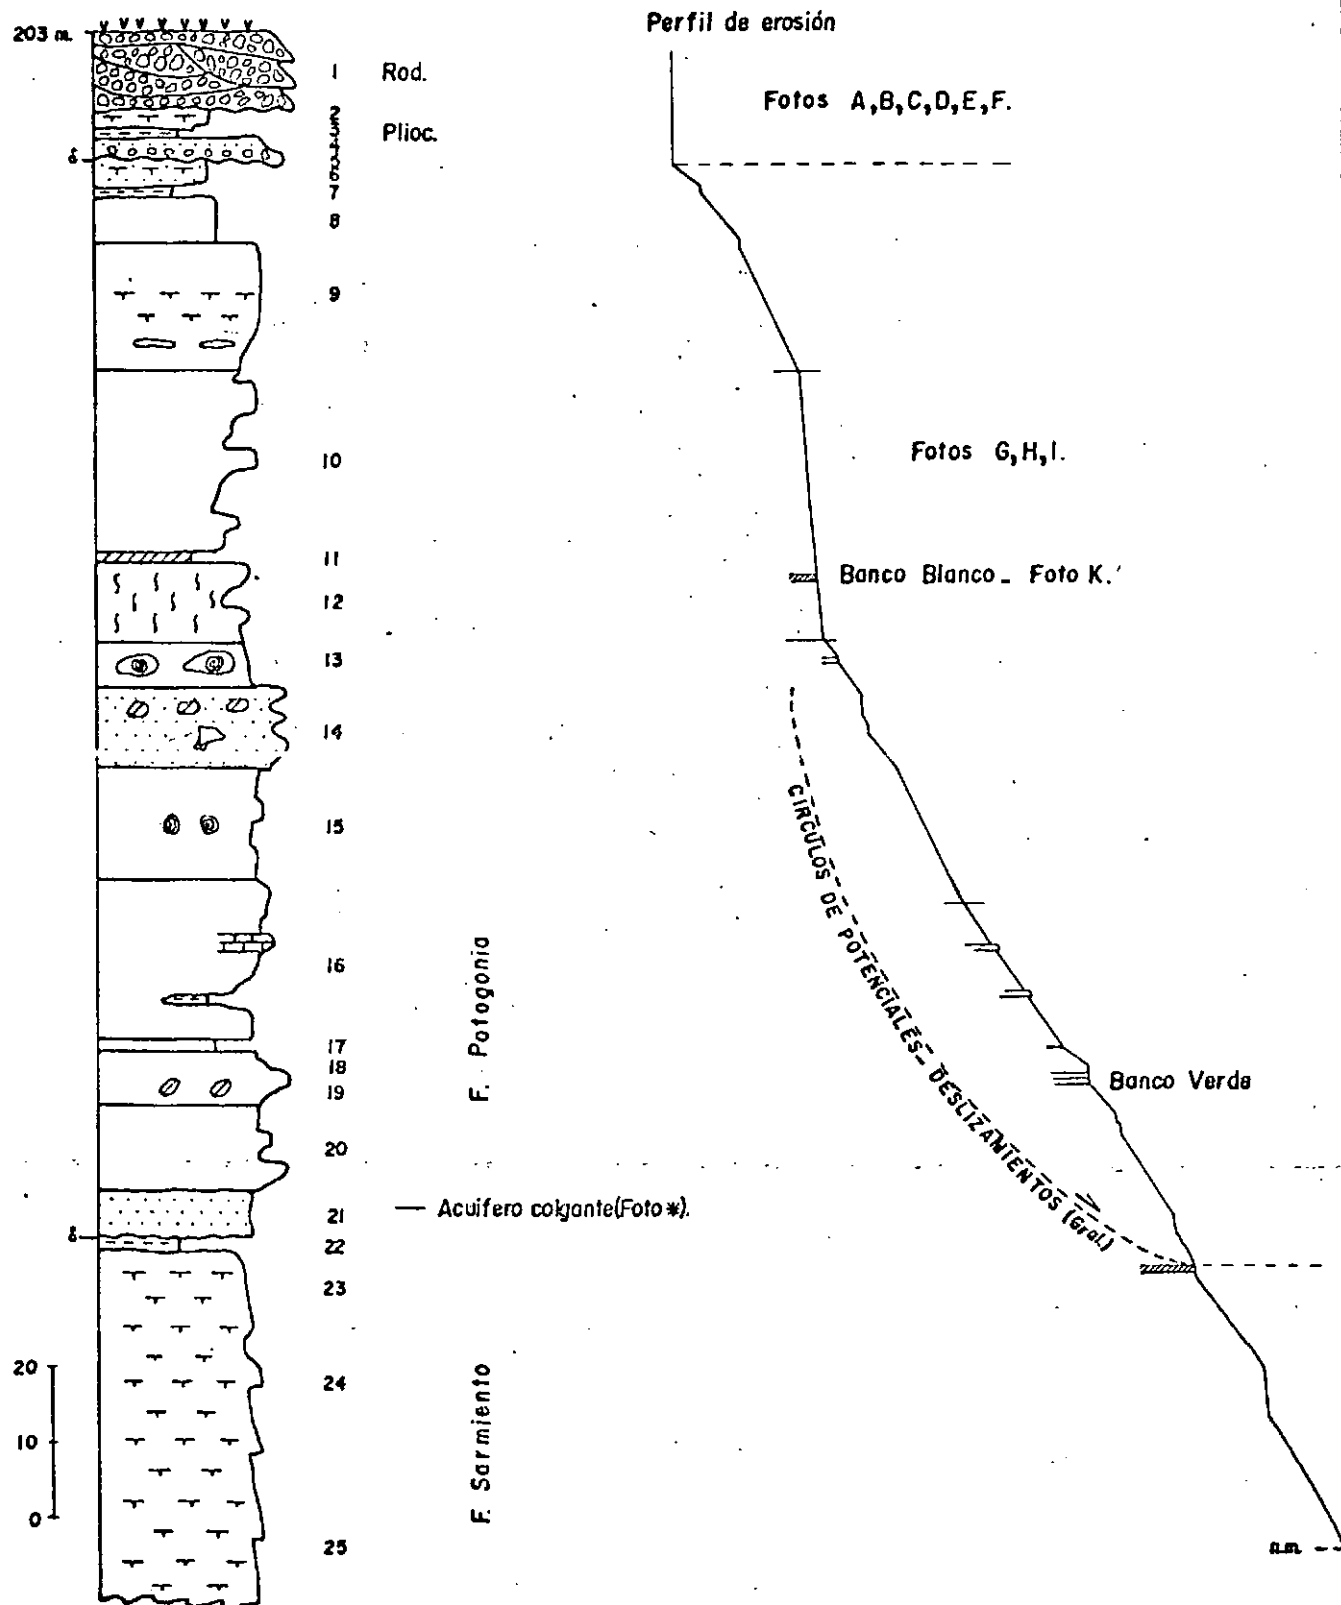 Perfil de erosión
203 m.
1 Rod.
Fotos A,B,C,D,E,F.
2
3
Plioc.
4
5
6
7
8
9
10
Fotos G,H,I.
11
Banco Blanco_ Foto K.
12
13
14
CIRCULOS DE POTENCIALES_ DESLIZAMIENTOS (Gral.)
15
16
F. Patagonia
17
18
19
Banco Verde
20
21
— Acuifero colgante(Foto *).
22
23
20
24
10
F. Sarmiento
0
25
n.m.